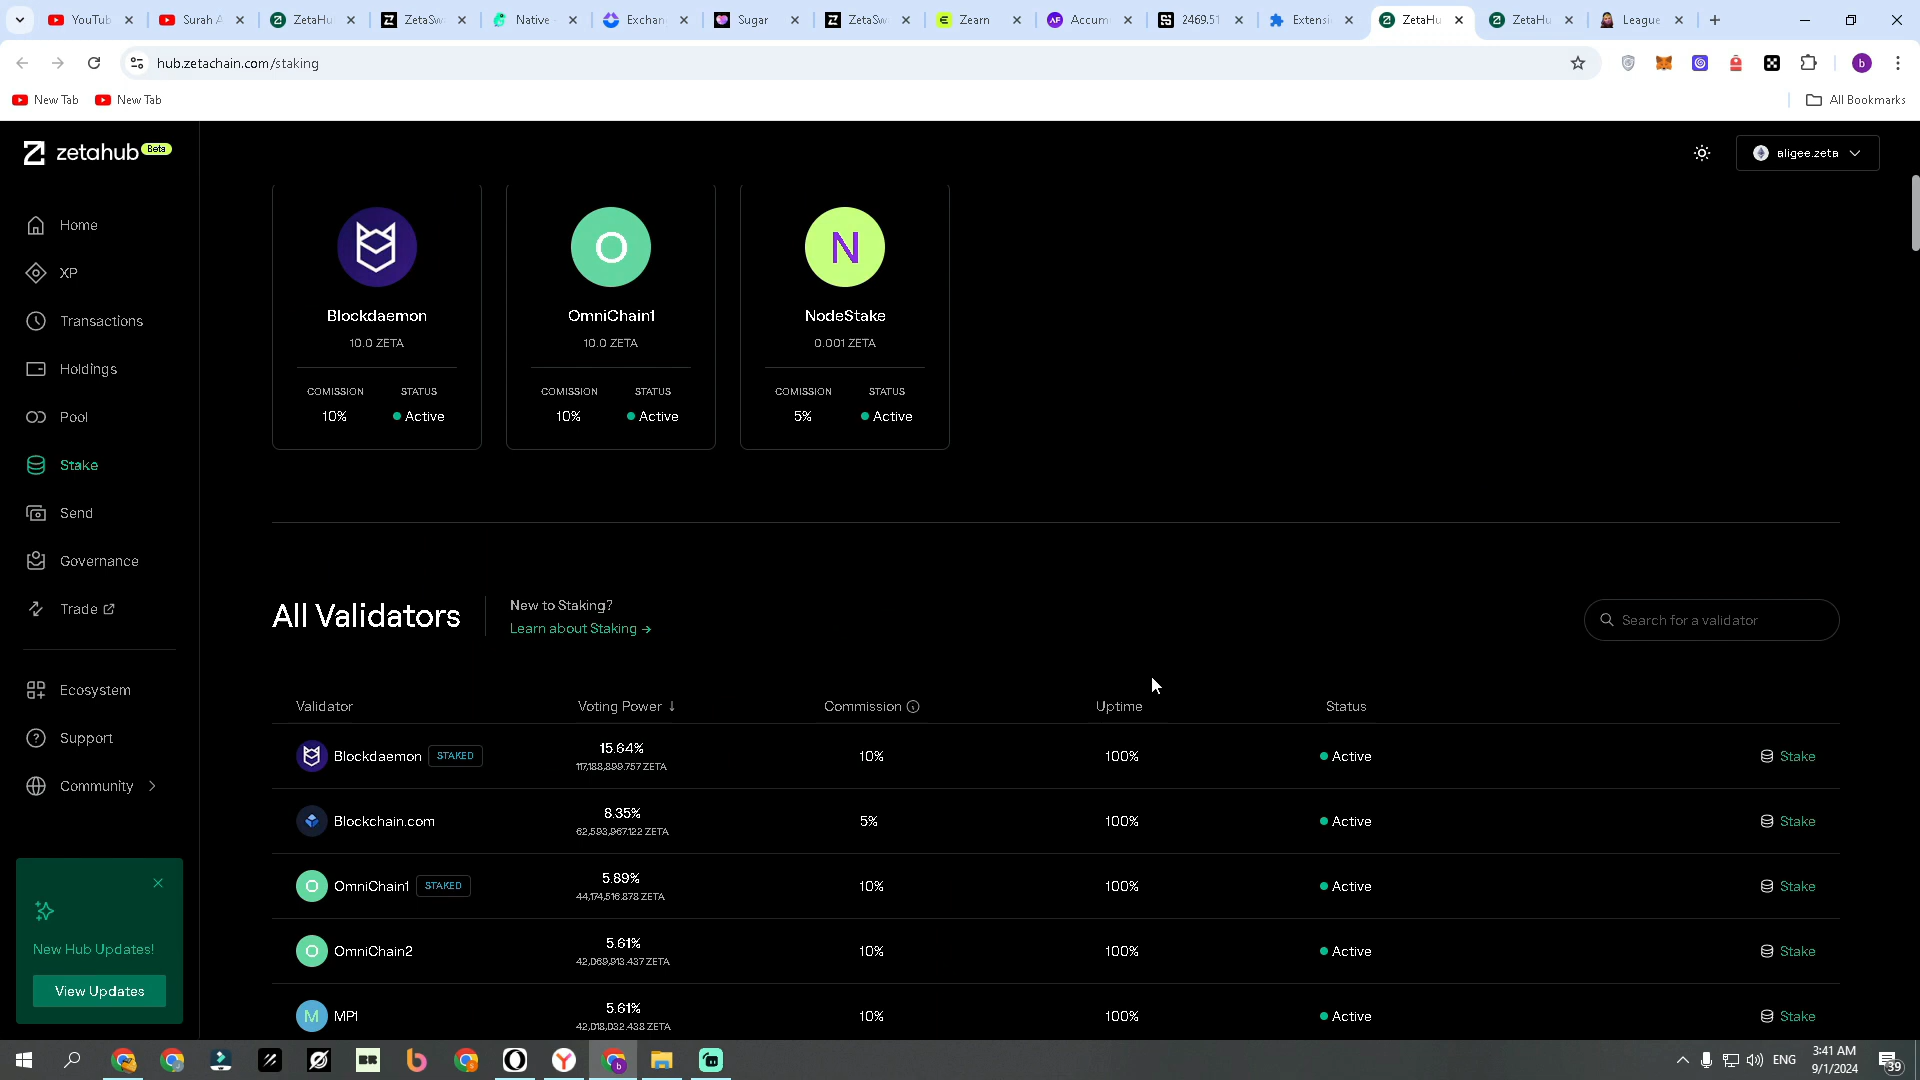 YouTub
Surah A
ZetaHu
ZetaSw
Native -
Exchan
Sugar
ZetaSw
Zearn
Accum
2469.51
Extensi
ZetaHu
ZetaHu
League
hub.zetachain.com/staking
b
New Tab
New Tab
All Bookmarks
zetahub Beta
aligee.zeta
Home
XP
Transactions
Holdings
Pool
Stake
Send
Governance
Trade
Ecosystem
Support
Community
New Hub Updates!
View Updates
Blockdaemon
10.0 ZETA
COMISSION STATUS
10% Active
O
OmniChain1
10.0 ZETA
COMISSION STATUS
10% Active
N
NodeStake
0.001 ZETA
COMISSION STATUS
5% Active
All Validators
New to Staking?
Learn about Staking →
Search for a validator
Validator Voting Power ↓ Commission Uptime Status
Blockdaemon STAKED 15.64% 10% 100% Active Stake
117,188,899.757 ZETA
Blockchain.com 8.35% 5% 100% Active Stake
62,593,967.122 ZETA
O OmniChain1 STAKED 5.89% 10% 100% Active Stake
44,174,516.878 ZETA
O OmniChain2 5.61% 10% 100% Active Stake
42,069,913.437 ZETA
M MP1 5.61% 10% 100% Active Stake
42,018,032.438 ZETA
ENG
3:41 AM
9/1/2024
39